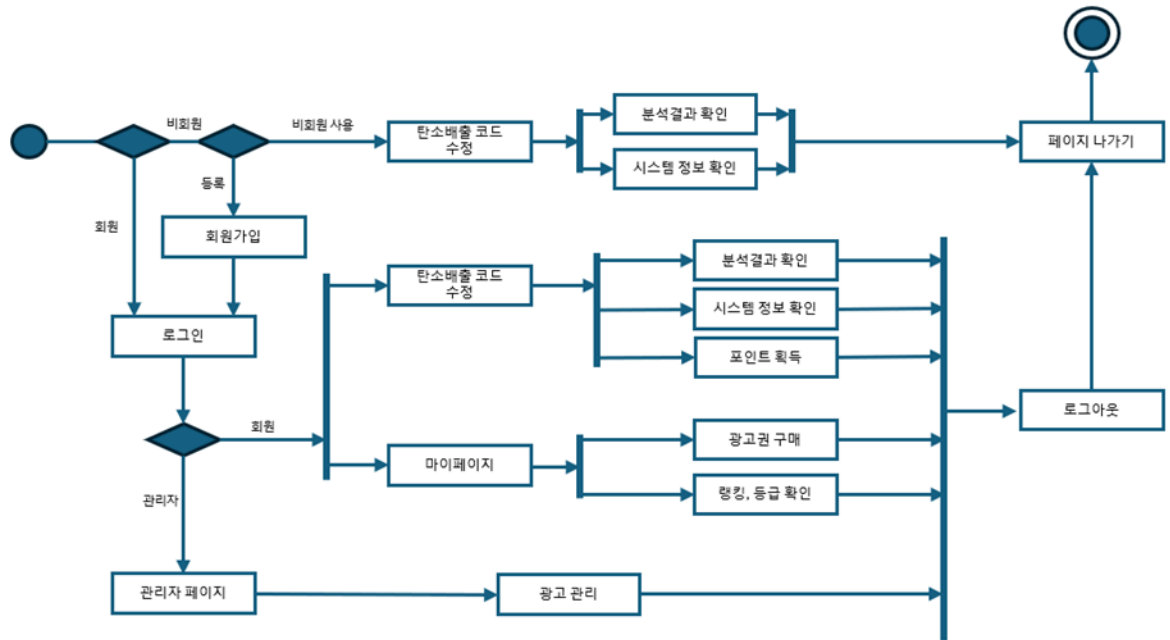 비회원
비회원 사용
탄소배출 코드
수정
분석결과 확인
시스템 정보 확인
페이지 나가기
등록
회원
회원가입
로그인
탄소배출 코드
수정
분석결과 확인
시스템 정보 확인
포인트 획득
회원
마이페이지
광고권 구매
랭킹, 등급 확인
로그아웃
관리자
관리자 페이지
광고 관리